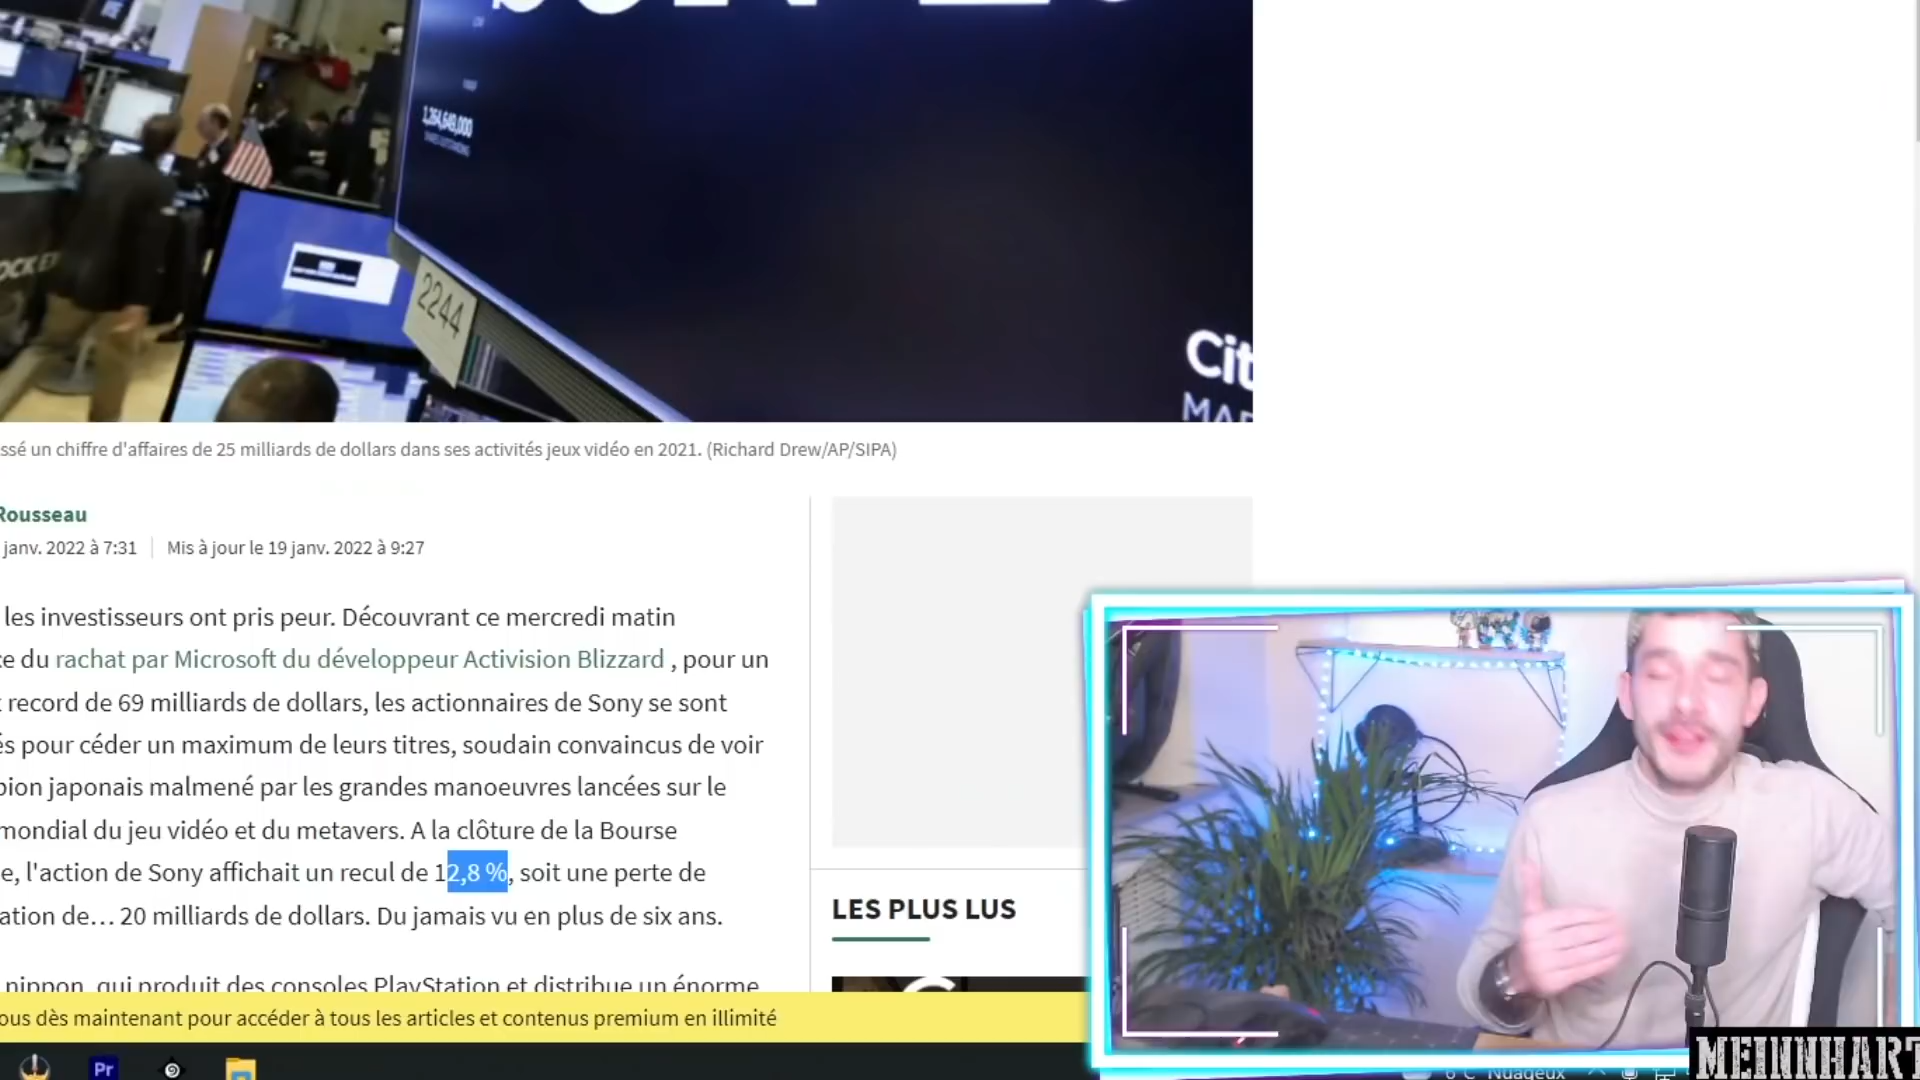 1,264,649,000
SHARES OUTSTANDING
OCK EX
2244
Cit
MA
ssé un chiffre d'affaires de 25 milliards de dollars dans ses activités jeux vidéo en 2021. (Richard Drew/AP/SIPA)
Rousseau
janv. 2022 à 7:31 Mis à jour le 19 janv. 2022 à 9:27
les investisseurs ont pris peur. Découvrant ce mercredi matin
ce du rachat par Microsoft du développeur Activision Blizzard , pour un
t record de 69 milliards de dollars, les actionnaires de Sony se sont
és pour céder un maximum de leurs titres, soudain convaincus de voir
pion japonais malmené par les grandes manoeuvres lancées sur le
mondial du jeu vidéo et du metavers. A la clôture de la Bourse
e, l'action de Sony affichait un recul de 12,8 %, soit une perte de
ation de… 20 milliards de dollars. Du jamais vu en plus de six ans.
nippon, qui produit des consoles PlayStation et distribue un énorme
LES PLUS LUS
ous dès maintenant pour accéder à tous les articles et contenus premium en illimité
Pr
6°C Nuageux
MEINNHART